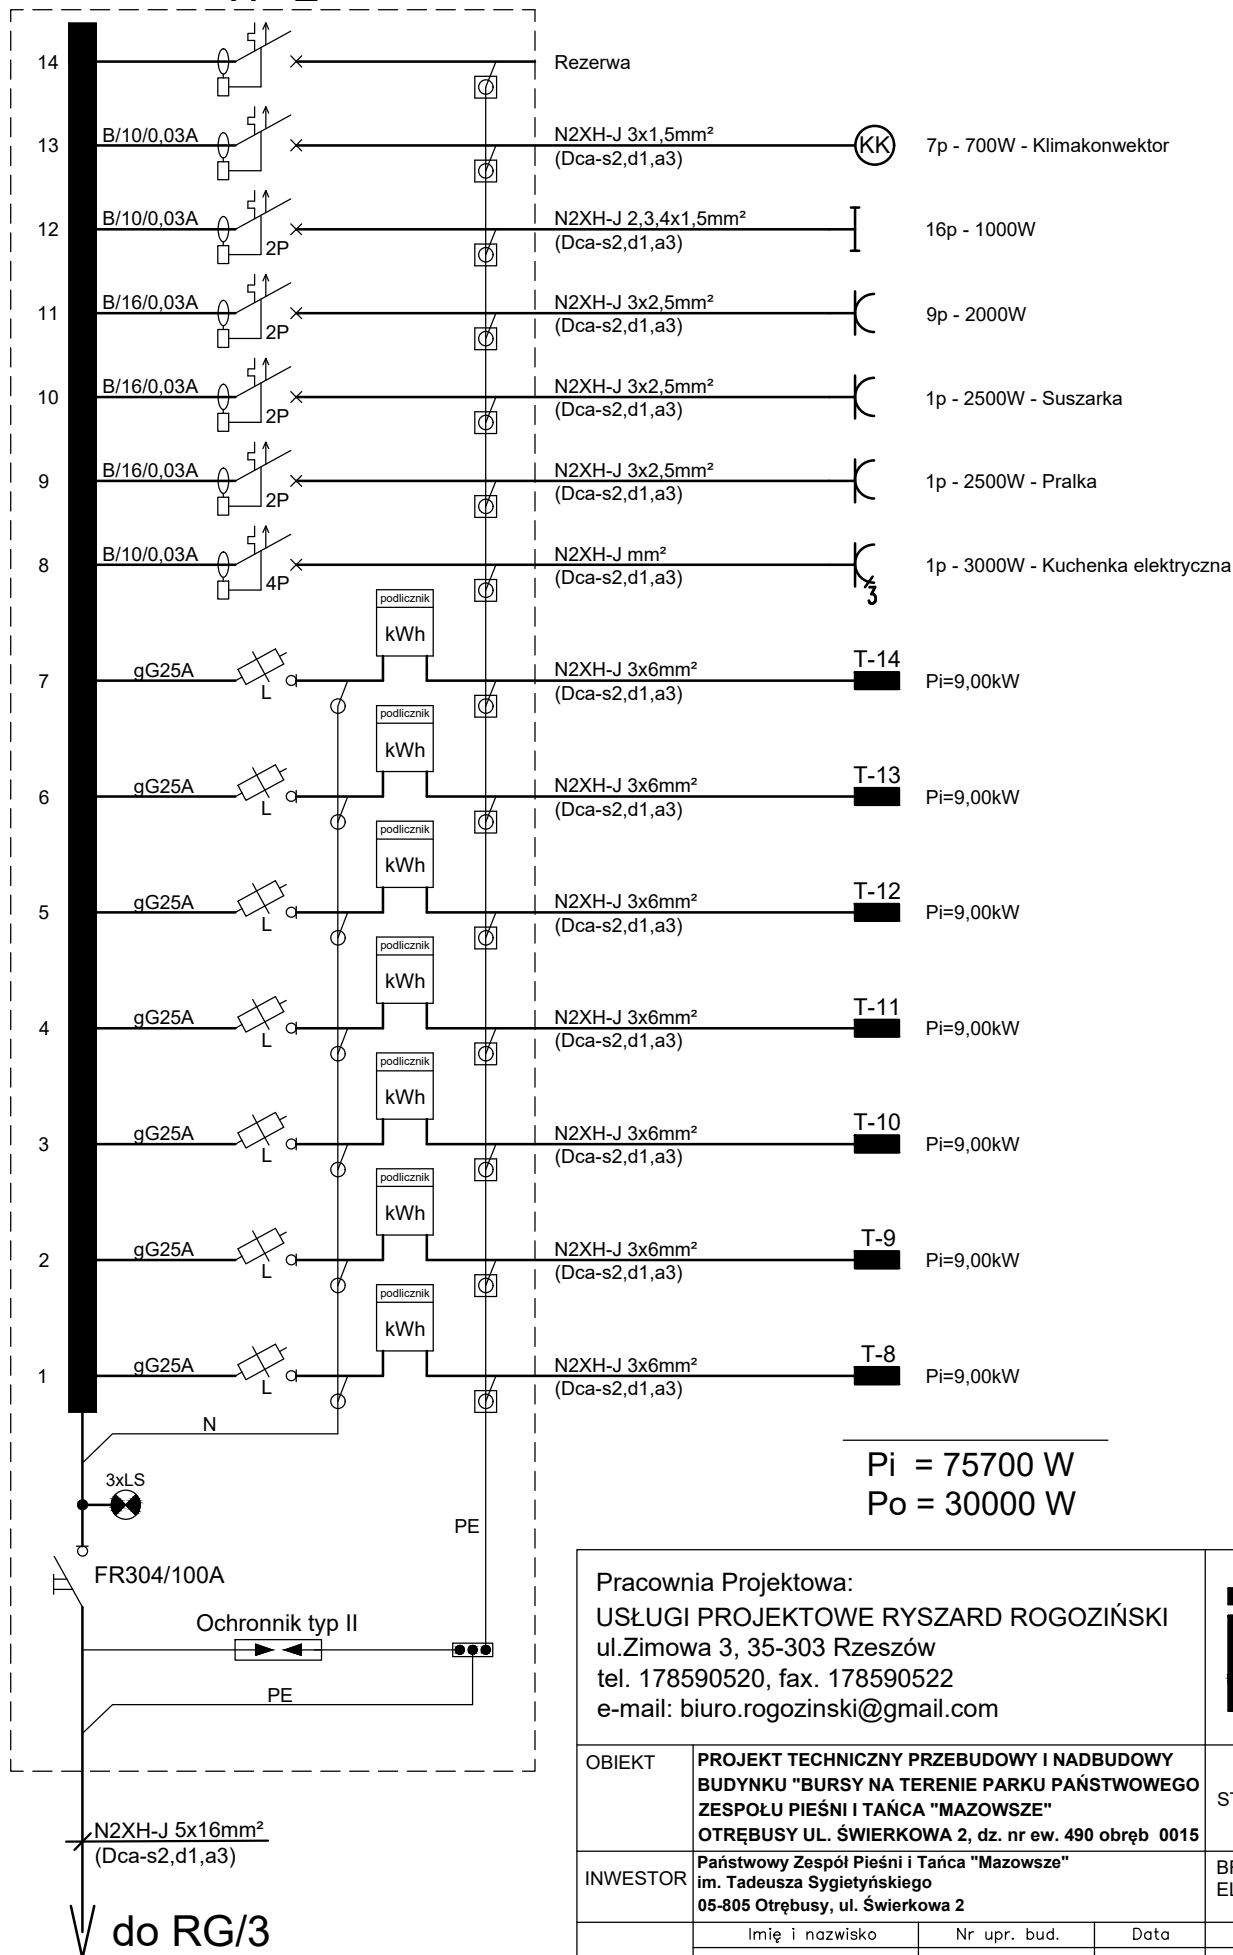 14 Rezerwa
13 B/10/0,03A N2XH-J 3x1,5mm² (Dca-s2,d1,a3) KK 7p - 700W - Klimakonwektor
12 B/10/0,03A 2P N2XH-J 2,3,4x1,5mm² (Dca-s2,d1,a3) 16p - 1000W
11 B/16/0,03A 2P N2XH-J 3x2,5mm² (Dca-s2,d1,a3) 9p - 2000W
10 B/16/0,03A 2P N2XH-J 3x2,5mm² (Dca-s2,d1,a3) 1p - 2500W - Suszarka
9 B/16/0,03A 2P N2XH-J 3x2,5mm² (Dca-s2,d1,a3) 1p - 2500W - Pralka
8 B/10/0,03A 4P N2XH-J mm² (Dca-s2,d1,a3) 3 1p - 3000W - Kuchenka elektryczna
podlicznik
kWh
7 gG25A L N2XH-J 3x6mm² (Dca-s2,d1,a3) T-14 Pi=9,00kW
podlicznik
kWh
6 gG25A L N2XH-J 3x6mm² (Dca-s2,d1,a3) T-13 Pi=9,00kW
podlicznik
kWh
5 gG25A L N2XH-J 3x6mm² (Dca-s2,d1,a3) T-12 Pi=9,00kW
podlicznik
kWh
4 gG25A L N2XH-J 3x6mm² (Dca-s2,d1,a3) T-11 Pi=9,00kW
podlicznik
kWh
3 gG25A L N2XH-J 3x6mm² (Dca-s2,d1,a3) T-10 Pi=9,00kW
podlicznik
kWh
2 gG25A L N2XH-J 3x6mm² (Dca-s2,d1,a3) T-9 Pi=9,00kW
podlicznik
kWh
1 gG25A L N2XH-J 3x6mm² (Dca-s2,d1,a3) T-8 Pi=9,00kW
N
3xLS
PE
Pi = 75700 W
Po = 30000 W
FR304/100A
Ochronnik typ II
PE
N2XH-J 5x16mm²
(Dca-s2,d1,a3)
do RG/3
Pracownia Projektowa:
USŁUGI PROJEKTOWE RYSZARD ROGOZIŃSKI
ul.Zimowa 3, 35-303 Rzeszów
tel. 178590520, fax. 178590522
e-mail: biuro.rogozinski@gmail.com
OBIEKT
PROJEKT TECHNICZNY PRZEBUDOWY I NADBUDOWY
BUDYNKU "BURSY NA TERENIE PARKU PAŃSTWOWEGO
ZESPOŁU PIEŚNI I TAŃCA "MAZOWSZE"
OTRĘBUSY UL. ŚWIERKOWA 2, dz. nr ew. 490 obręb 0015
INWESTOR
Państwowy Zespół Pieśni i Tańca "Mazowsze"
im. Tadeusza Sygietyńskiego
05-805 Otrębusy, ul. Świerkowa 2
Imię i nazwisko Nr upr. bud. Data